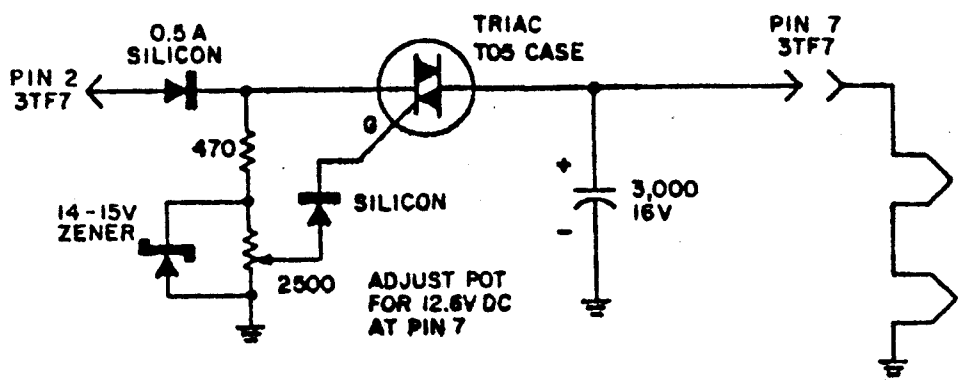 0.5 A
SILICON
TRIAC
TO5 CASE
PIN 7
3TF7
PIN 2
3TF7
G
470
SILICON
+
3,000
16V
-
14-15V
ZENER
2500
ADJUST POT
FOR 12.6V DC
AT PIN 7